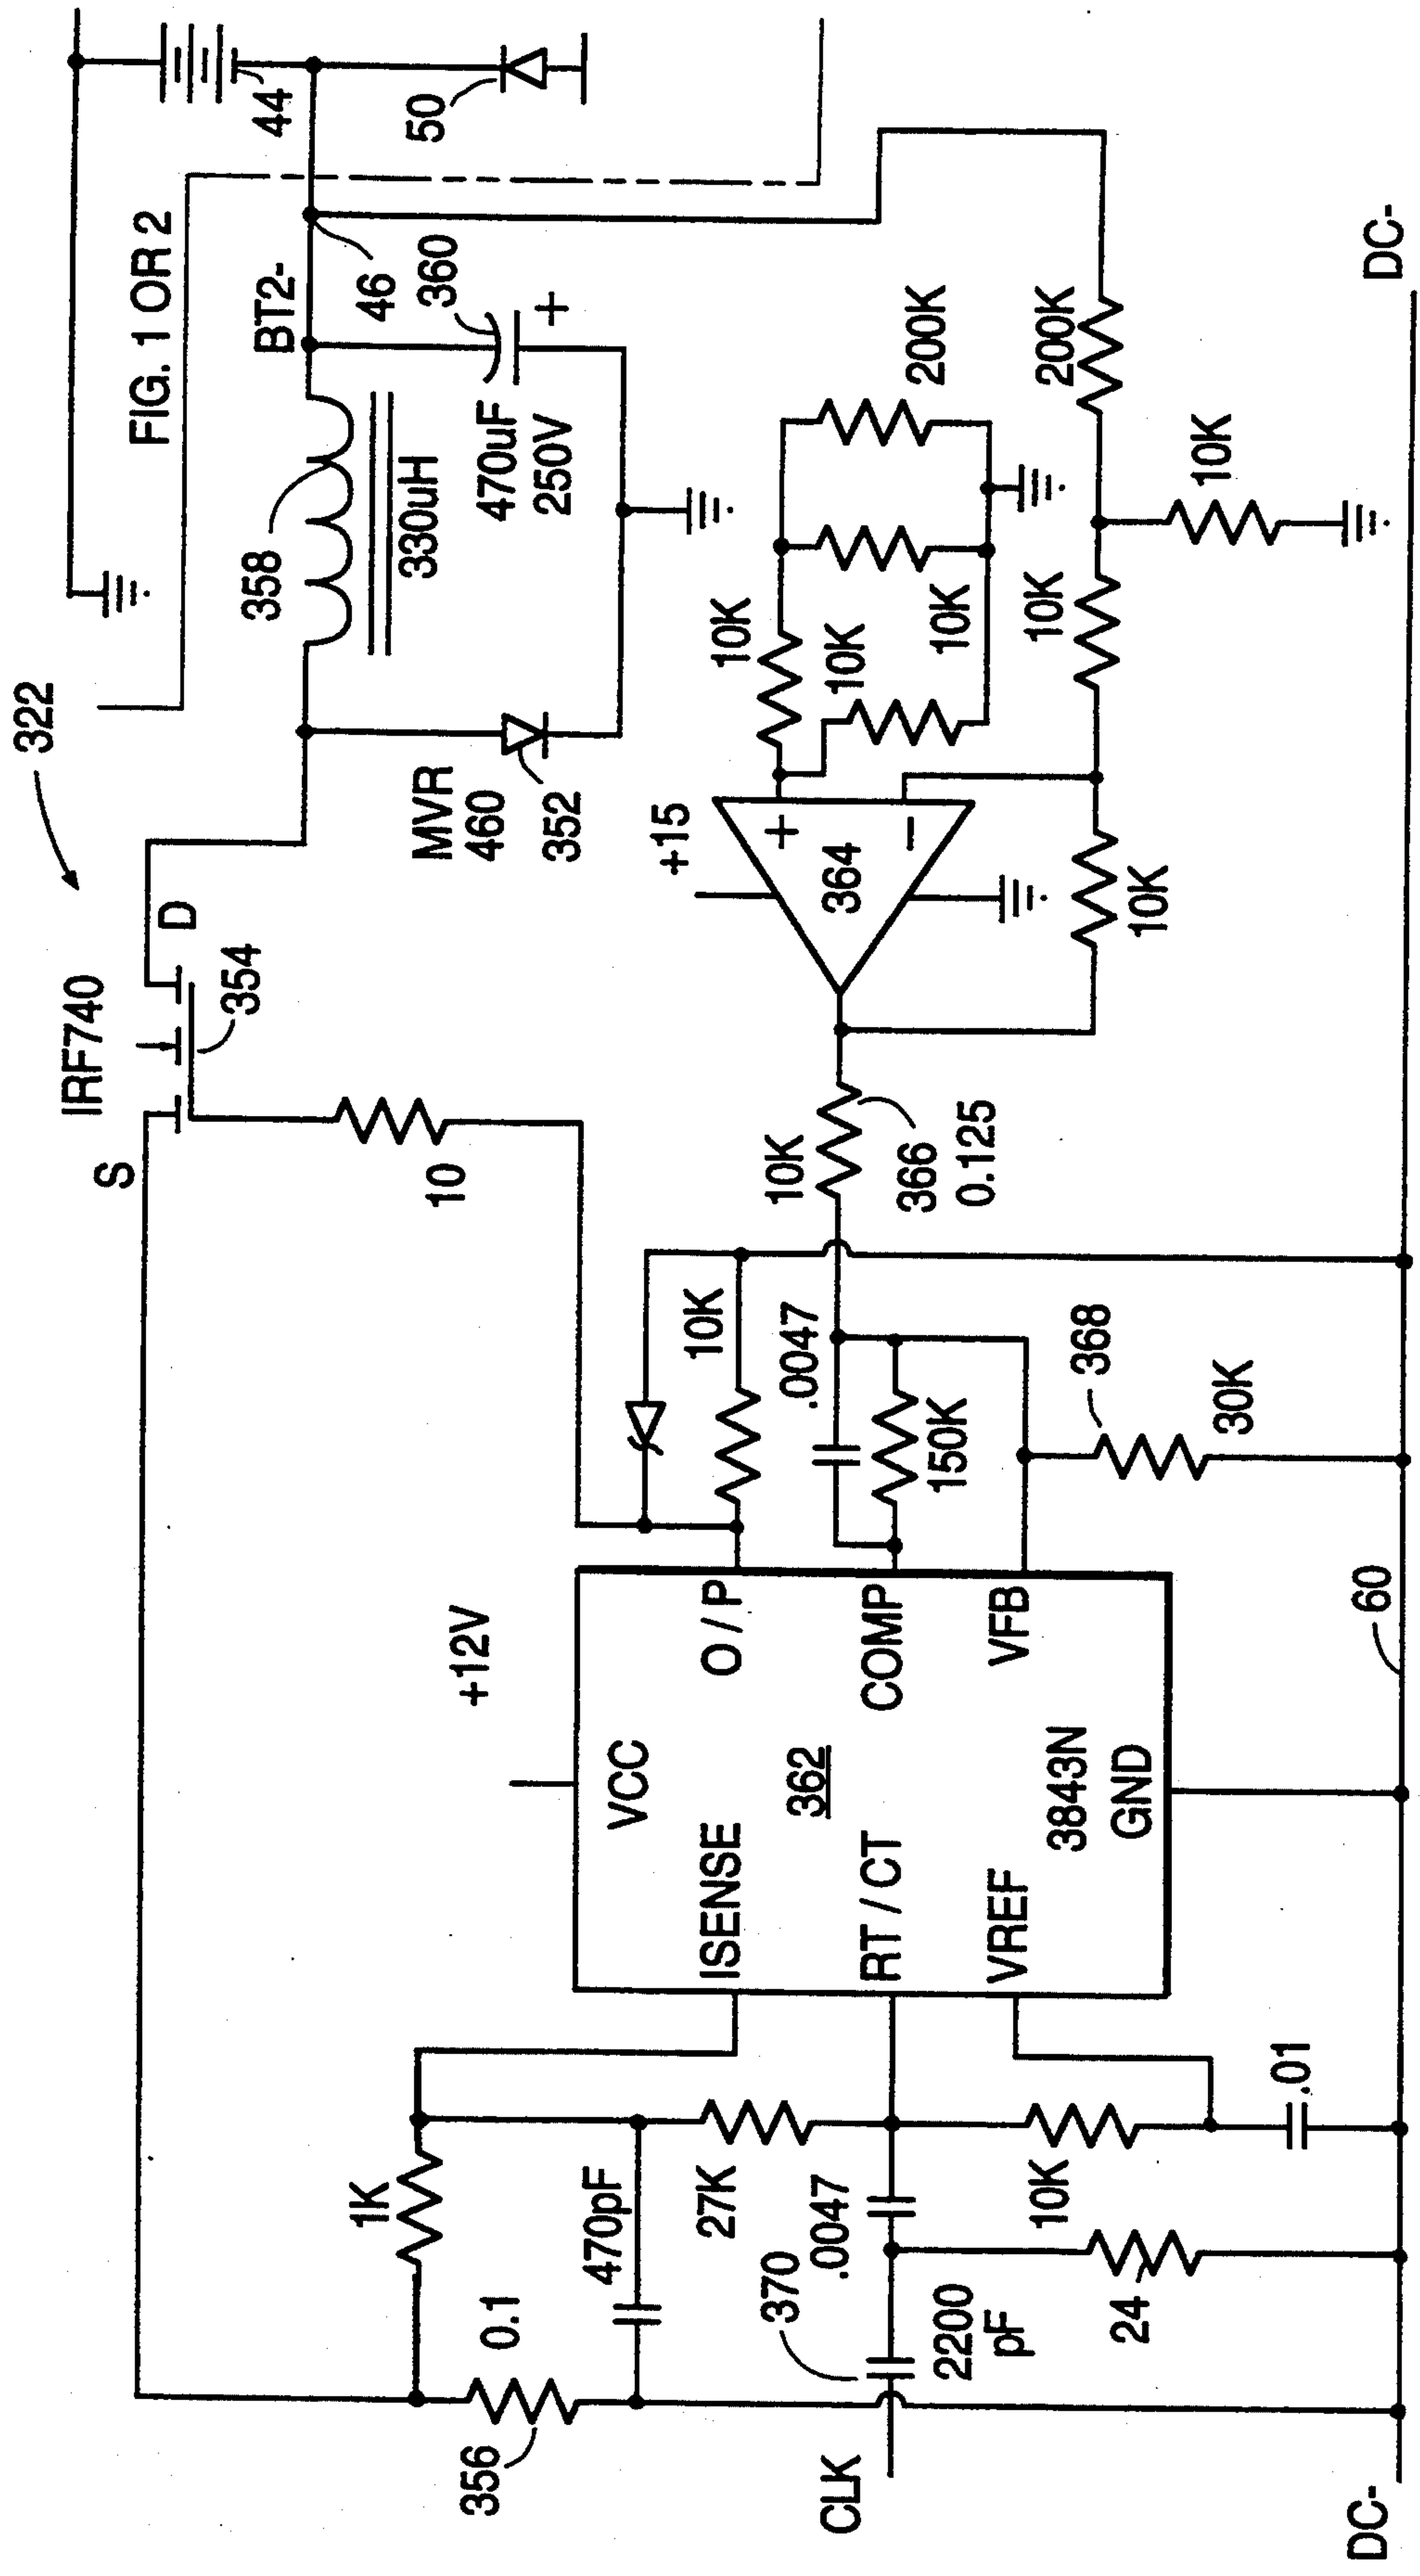 322
IRF740
S
D
354
10
FIG. 1 OR 2
44
50
BT2-
46
358
330uH
360
+
470uF
250V
MVR
460
352
+15
+
-
364
10K
10K
10K
200K
200K
10K
10K
10K
10K
366
0.125
10K
.0047
150K
368
30K
+12V
VCC
O / P
ISENSE
362
COMP
RT / CT
VFB
VREF
3843N
GND
60
1K
0.1
356
470pF
27K
.0047
370
2200
pF
10K
24
.01
CLK
DC-
DC-